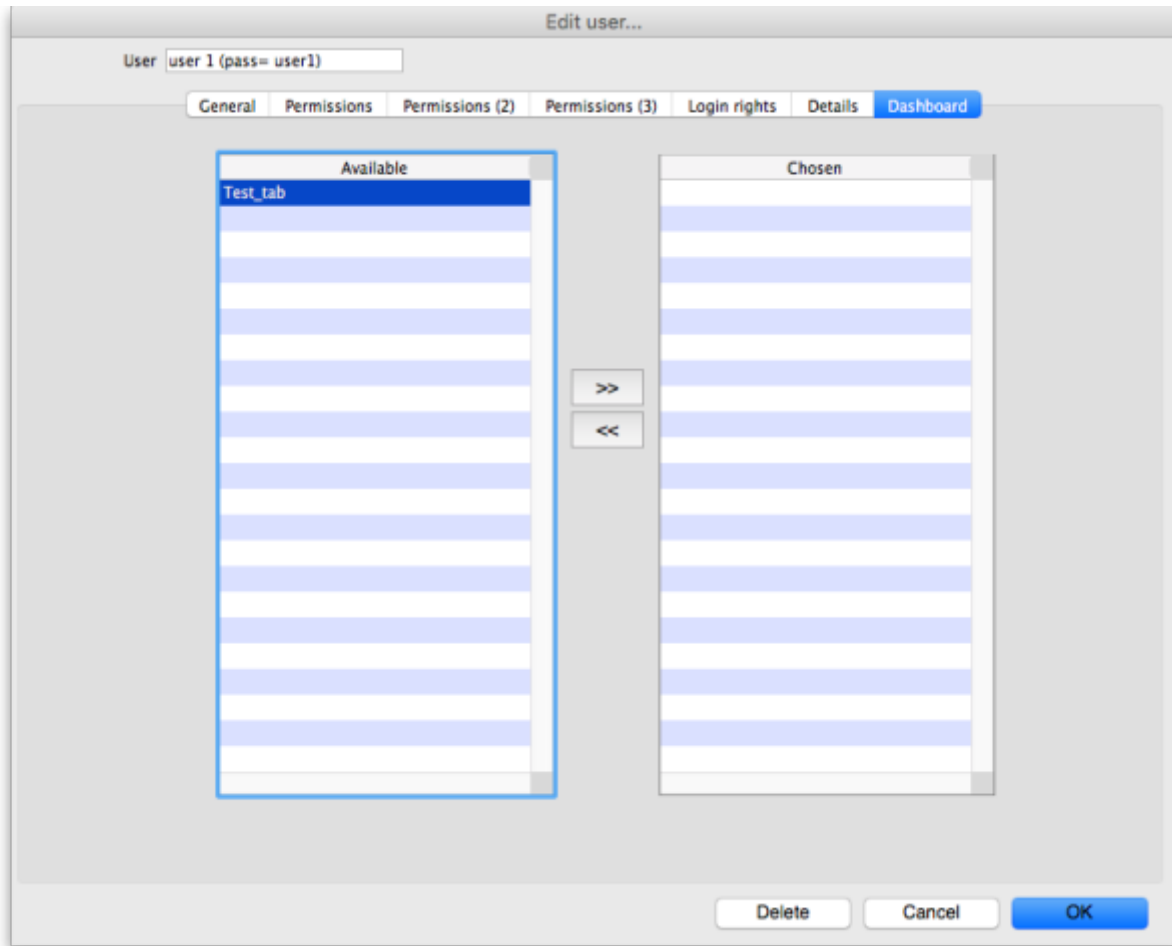 Edit user...
User user 1 (pass= user1)
General Permissions Permissions (2) Permissions (3) Login rights Details Dashboard
Available Chosen
Test_tab
>>
<<
Delete Cancel OK